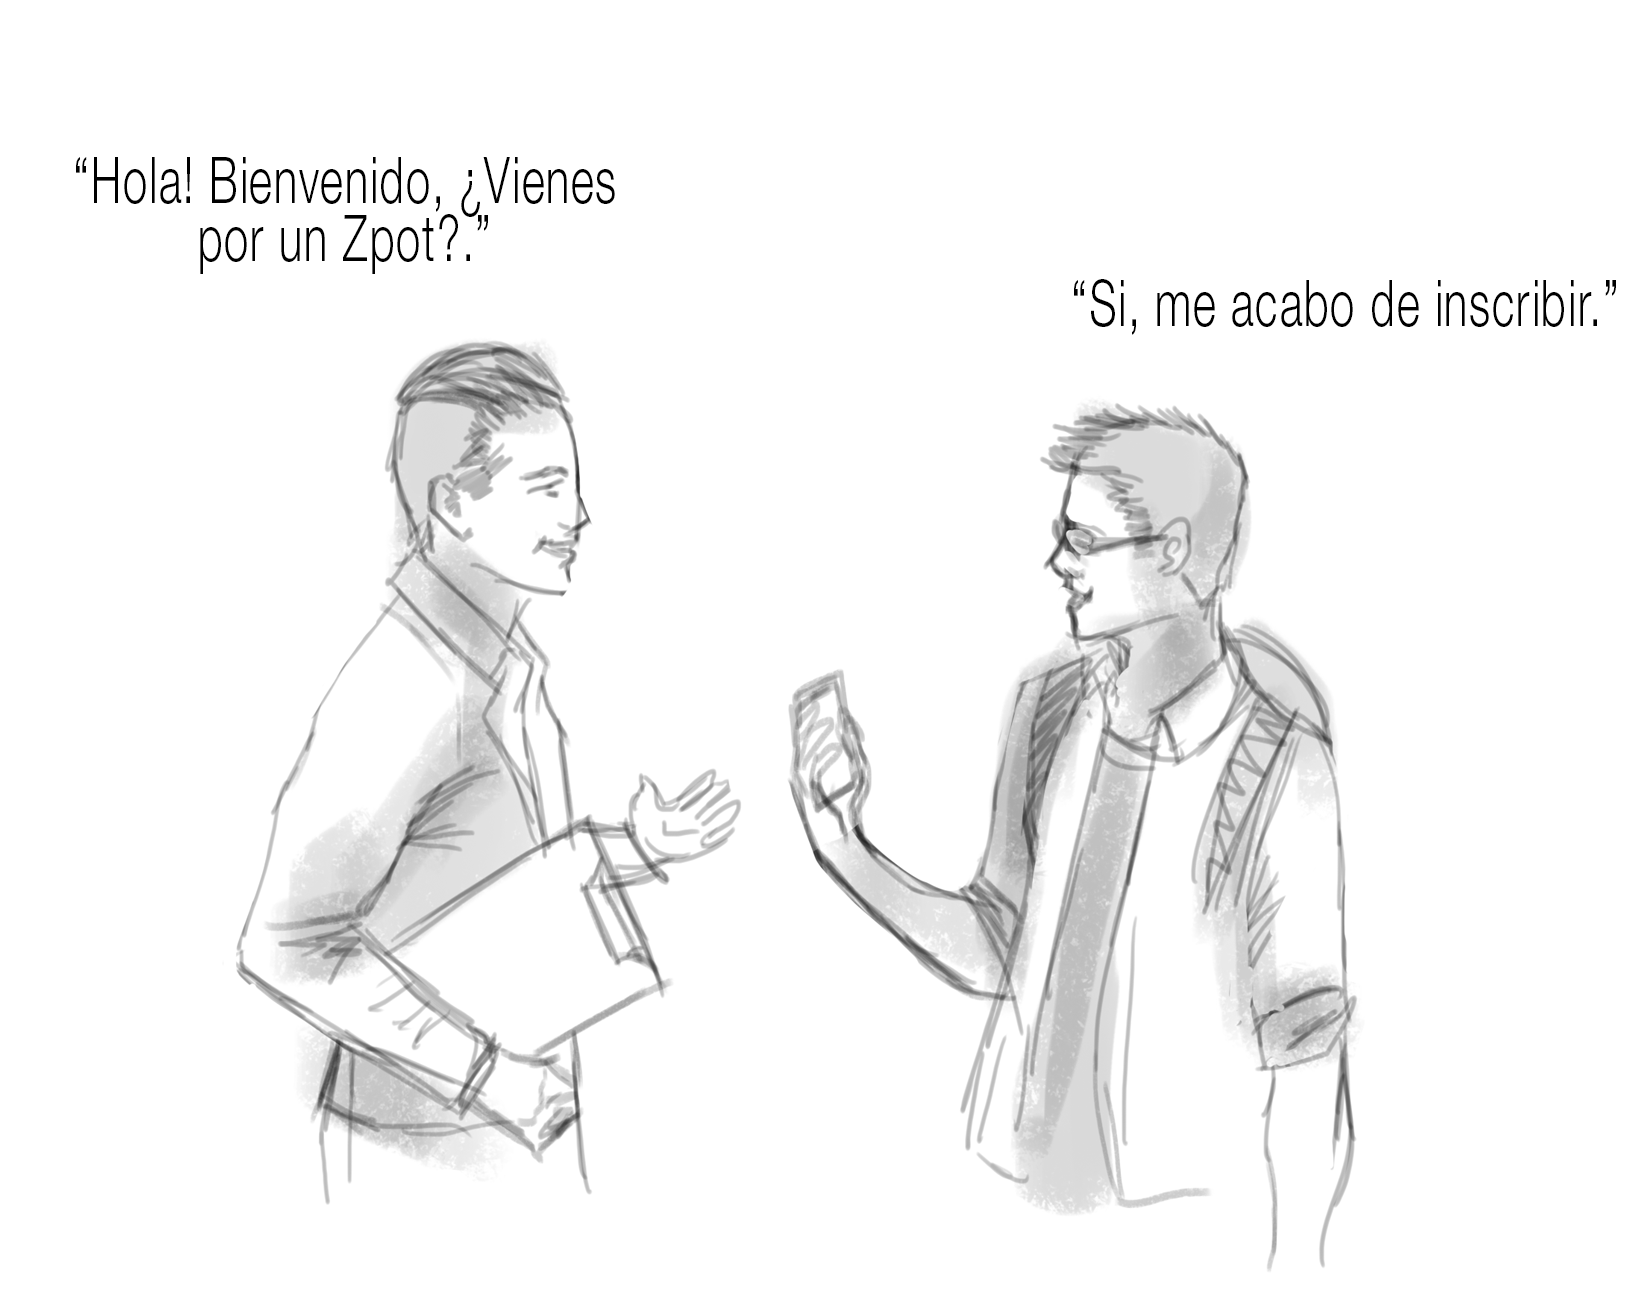 “Hola! Bienvenido, ¿Vienes
por un Zpot?.”
“Si, me acabo de inscribir.”